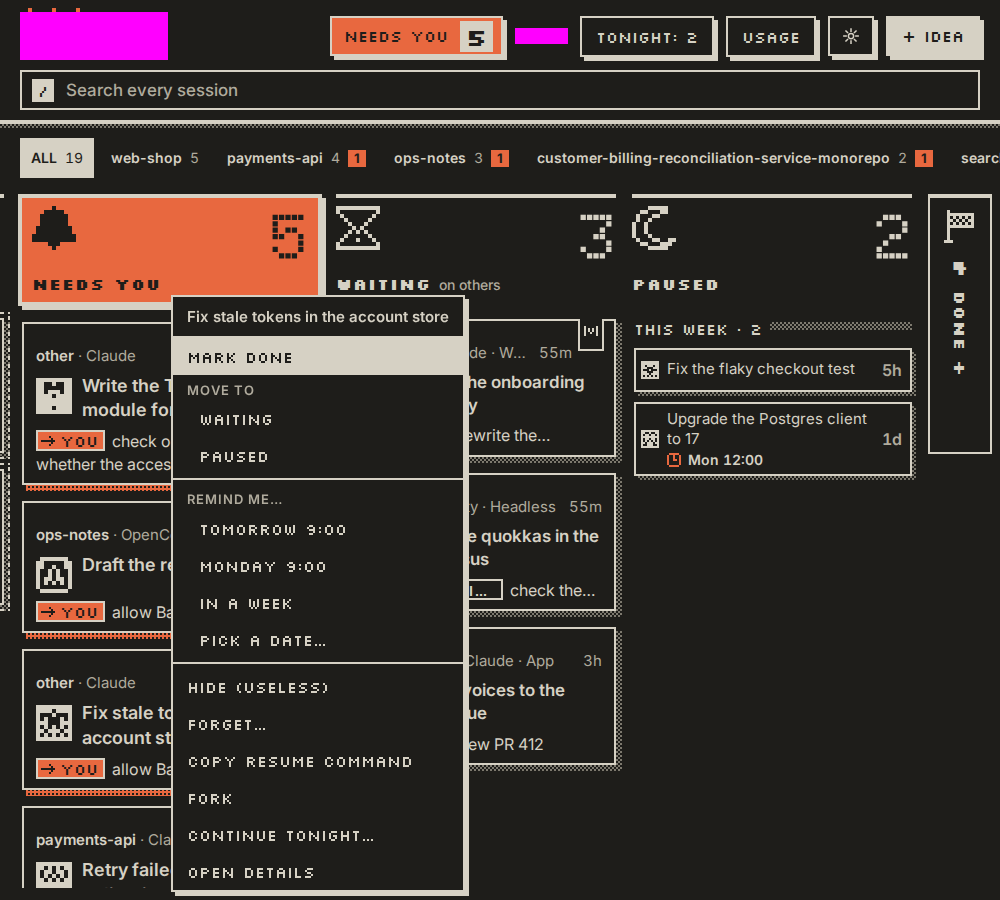 NEEDS YOU 5
TONIGHT: 2
USAGE
+ IDEA
/ Search every session
ALL 19
web-shop 5
payments-api 4 1
ops-notes 3 1
customer-billing-reconciliation-service-monorepo 2 1
searc
5
NEEDS YOU
3
WAITING on others
2
PAUSED
4 DONE +
other · Claude
Write the T
module for
→ YOU check o
whether the acces
ops-notes · OpenC
Draft the re
→ YOU allow Ba
other · Claude
Fix stale to
account st
→ YOU allow Ba
payments-api · Cla
Retry faile
Fix stale tokens in the account store
MARK DONE
MOVE TO
WAITING
PAUSED
REMIND ME…
TOMORROW 9:00
MONDAY 9:00
IN A WEEK
PICK A DATE…
HIDE (USELESS)
FORGET…
COPY RESUME COMMAND
FORK
CONTINUE TONIGHT…
OPEN DETAILS
de · W… 55m
he onboarding
y
ewrite the…
y · Headless 55m
e quokkas in the
sus
I… check the…
Claude · App 3h
voices to the
ue
ew PR 412
THIS WEEK · 2
Fix the flaky checkout test 5h
Upgrade the Postgres client
to 17 1d
Mon 12:00